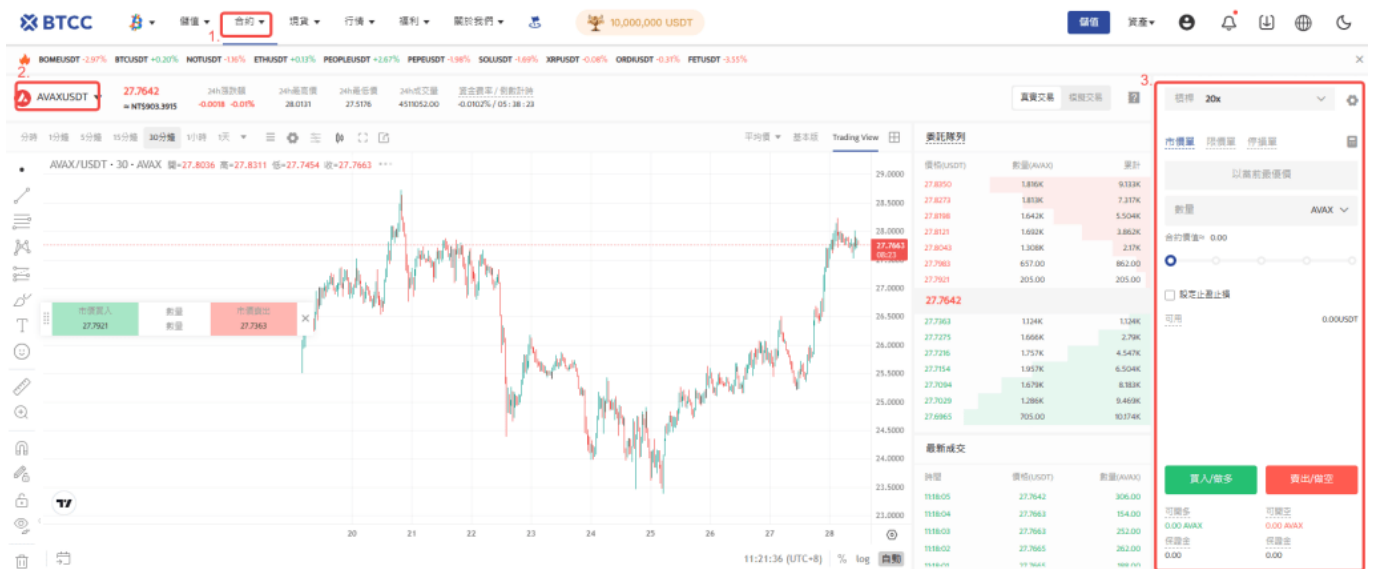 BTCC 儲值 合約 現貨 行情 福利 關於我們 10,000,000 USDT 儲值 資產
1.
BOMEUSDT -2.97% BTCUSDT +0.20% NOTUSDT -1.16% ETHUSDT +0.13% PEOPLEUSDT +2.67% PEPEUSDT -1.98% SOLUSDT -1.69% XRPUSDT -0.08% ORDIUSDT -0.31% FETUSDT -3.55%
2.
AVAXUSDT
27.7642
≈ NT$903.3915
24h漲跌額
-0.0018 -0.01%
24h最高價
28.0131
24h最低價
27.5176
24h成交量
4511052.00
資金費率 / 倒數計時
-0.0102% / 05 : 38 : 23
真實交易 模擬交易 ?
分時 1分鐘 5分鐘 15分鐘 30分鐘 1小時 1天
平均價 基本版 Trading View
AVAX/USDT • 30 • AVAX 開=27.8036 高=27.8311 低=27.7454 收=27.7663
29.0000
28.5000
28.0000
27.7663
08:23
27.0000
26.5000
26.0000
25.5000
25.0000
24.5000
24.0000
23.5000
23.0000
市價買入 數量 市價賣出
27.7921 數量 27.7363
20 21 22 23 24 25 26 27 28
11:21:36 (UTC+8) % log 自動
委託隊列
價格(USDT) 數量(AVAX) 累計
27.8350 1.816K 9.133K
27.8273 1.813K 7.317K
27.8198 1.642K 5.504K
27.8121 1.692K 3.862K
27.8043 1.308K 2.17K
27.7983 657.00 862.00
27.7921 205.00 205.00
27.7642
27.7363 1.124K 1.124K
27.7275 1.666K 2.79K
27.7216 1.757K 4.547K
27.7154 1.957K 6.504K
27.7094 1.679K 8.183K
27.7029 1.286K 9.469K
27.6965 705.00 10.174K
最新成交
時間 價格(USDT) 數量(AVAX)
11:18:05 27.7642 306.00
11:18:04 27.7663 154.00
11:18:03 27.7663 252.00
11:18:02 27.7665 262.00
11:18:01 27.7665
3.
槓桿 20x
市價單 限價單 停損單
以當前最優價
數量 AVAX
合約價值≈ 0.00
設定止盈止損
可用 0.00USDT
買入/做多 賣出/做空
可開多 可開空
0.00 AVAX 0.00 AVAX
保證金 保證金
0.00 0.00